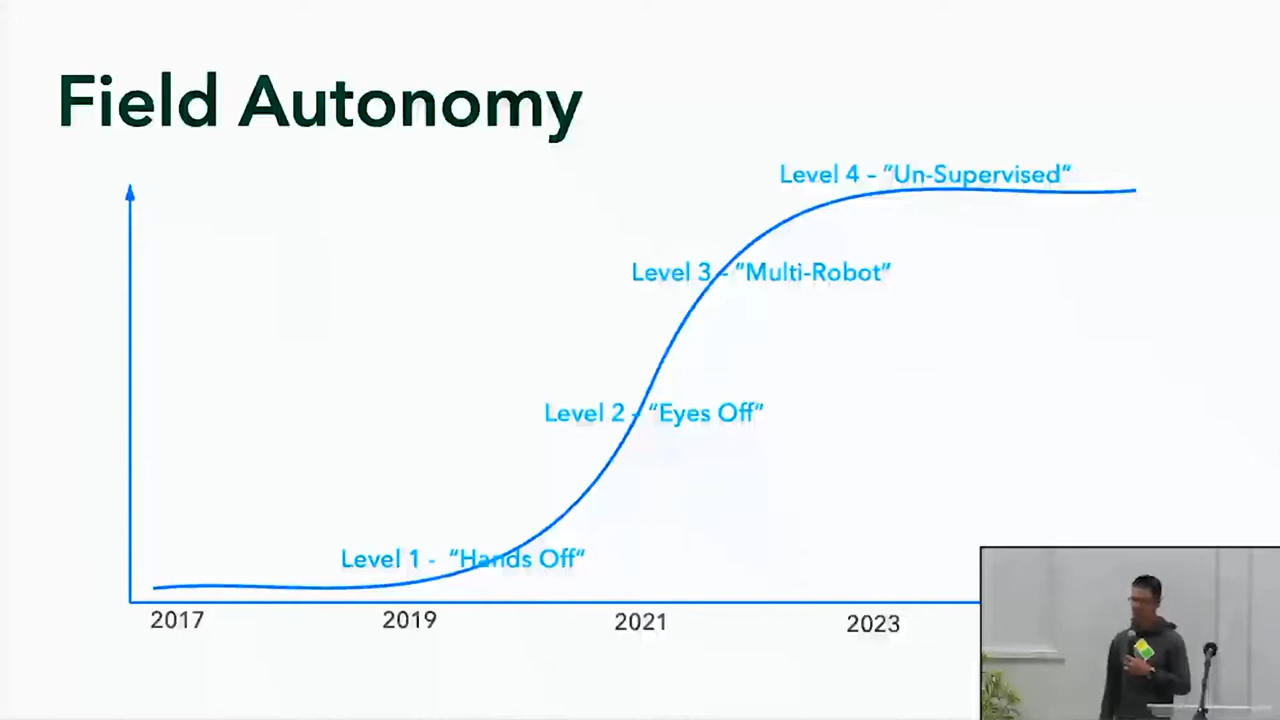 Field Autonomy
Level 4 - “Un-Supervised”
Level 3 - “Multi-Robot”
Level 2 - “Eyes Off”
Level 1 - “Hands Off”
2017 2019 2021 2023